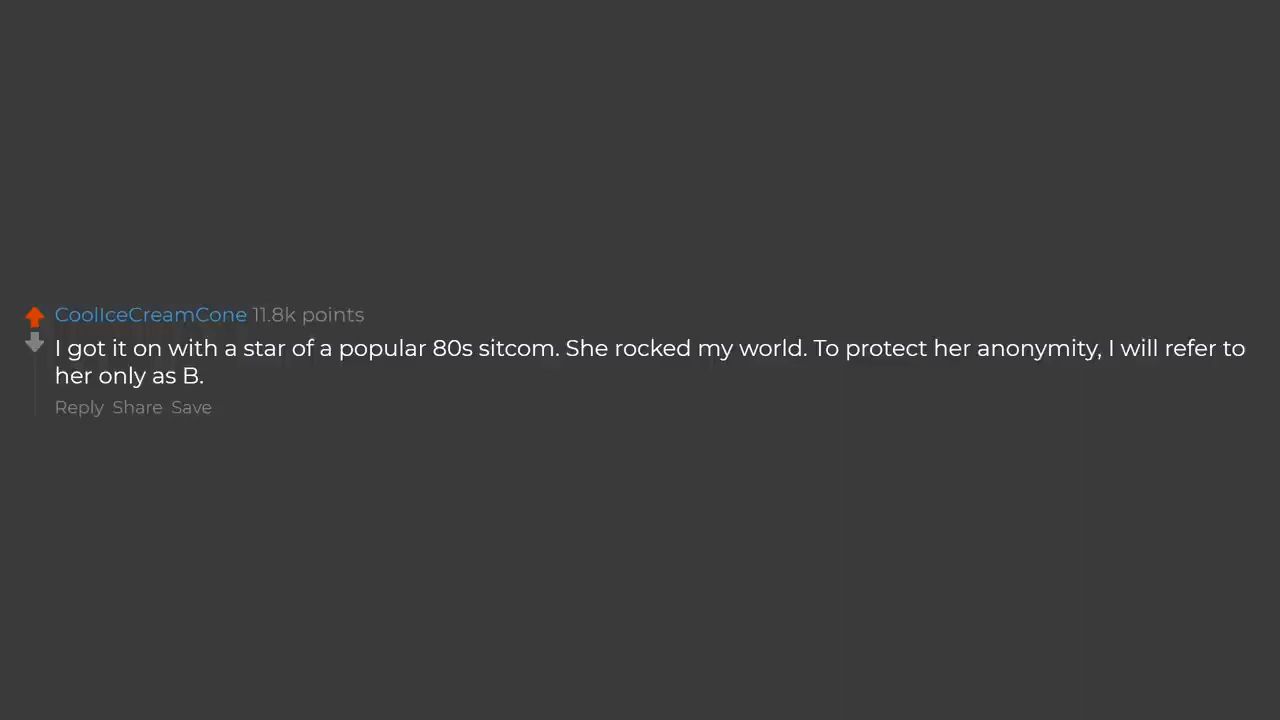 CoolIceCreamCone 11.8k points
I got it on with a star of a popular 80s sitcom. She rocked my world. To protect her anonymity, I will refer to
her only as B.
Reply Share Save